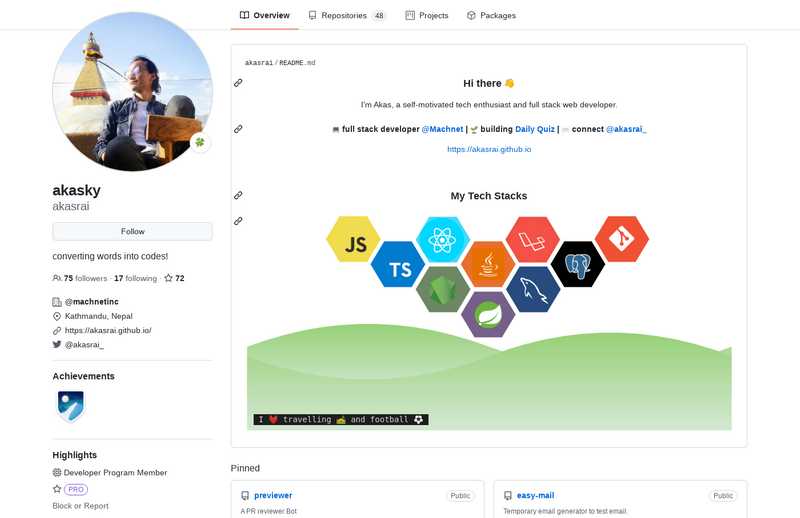 Overview
Repositories 48
Projects
Packages
akasky
akasrai
Follow
converting words into codes!
75 followers · 17 following · 72
@machnetinc
Kathmandu, Nepal
https://akasrai.github.io/
@akasrai_
Achievements
Highlights
Developer Program Member
PRO
Block or Report
akasrai / README.md
Hi there 👋
I'm Akas, a self-motivated tech enthusiast and full stack web developer.
full stack developer @Machnet | 🌱 building Daily Quiz | connect @akasrai_
https://akasrai.github.io
My Tech Stacks
JS
TS
I ❤️ travelling 🏕️ and football ⚽
Pinned
previewer Public
A PR reviewer Bot
easy-mail Public
Temporary email generator to test email.